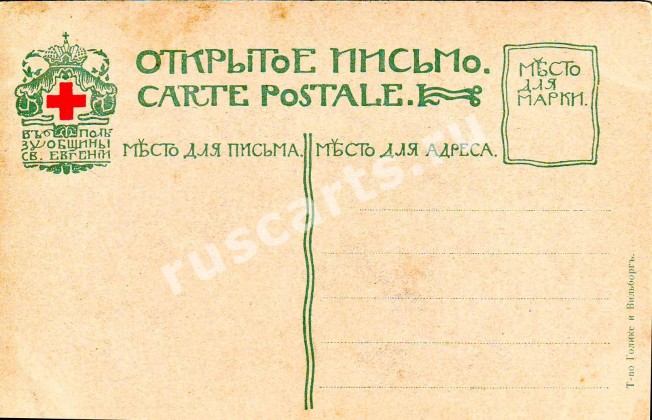 ОТКРЫТОЕ ПИСЬМО.
CARTE POSTALE.
МѢСТО
ДЛЯ
МАРКИ.
ВЪ ПОЛЬ
ЗУ ОБЩИНЫ
СВ. ЕВГЕНІИ
МѢСТО ДЛЯ ПИСЬМА.
МѢСТО ДЛЯ АДРЕСА.
Т-во Голике и Вильборгъ.
ruscarts.ru